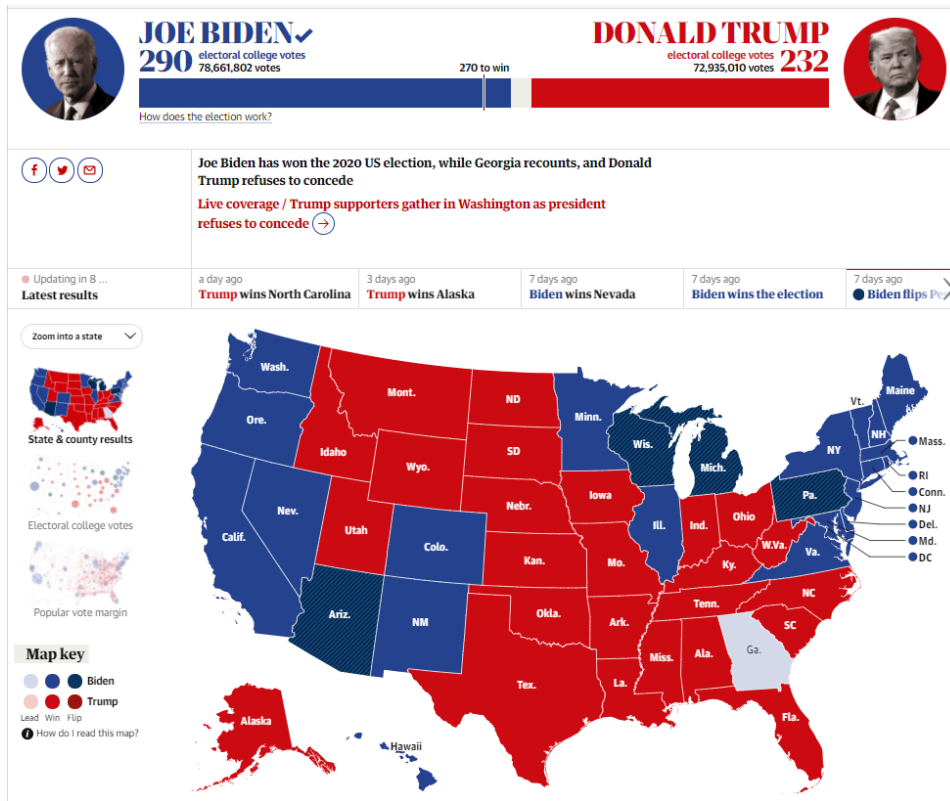 JOE BIDEN✓
290 electoral college votes
78,661,802 votes
270 to win
DONALD TRUMP
electoral college votes
72,935,010 votes 232
How does the election work?
Joe Biden has won the 2020 US election, while Georgia recounts, and Donald
Trump refuses to concede
Live coverage / Trump supporters gather in Washington as president
refuses to concede
Updating in 8 ...
Latest results
a day ago
Trump wins North Carolina
3 days ago
Trump wins Alaska
7 days ago
Biden wins Nevada
7 days ago
Biden wins the election
7 days ago
Biden flips Pe
Zoom into a state
State & county results
Electoral college votes
Popular vote margin
Map key
Biden
Trump
Lead Win Flip
i How do I read this map?
Wash.
Ore.
Calif.
Nev.
Idaho
Mont.
Wyo.
Utah
Ariz.
Colo.
NM
ND
SD
Nebr.
Kan.
Okla.
Tex.
Minn.
Iowa
Mo.
Ark.
La.
Wis.
Ill.
Mich.
Ind.
Ohio
Ky.
Tenn.
Miss.
Ala.
Ga.
Fla.
SC
NC
Va.
W.Va.
Pa.
NY
Vt.
NH
Maine
Mass.
RI
Conn.
NJ
Del.
Md.
DC
Alaska
Hawaii